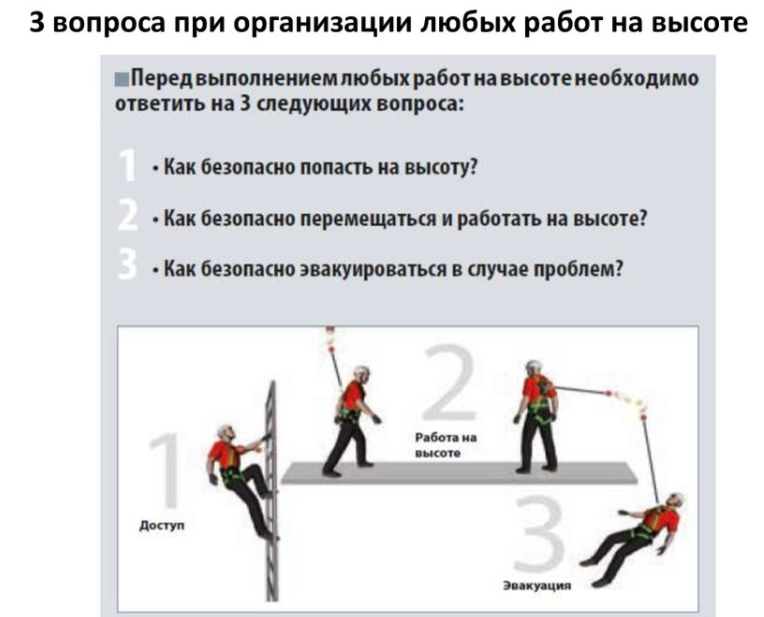 3 вопроса при организации любых работ на высоте
Перед выполнением любых работ на высоте необходимо
ответить на 3 следующих вопроса:
1 • Как безопасно попасть на высоту?
2 • Как безопасно перемещаться и работать на высоте?
3 • Как безопасно эвакуироваться в случае проблем?
1
Доступ
2
Работа на
высоте
3
Эвакуация